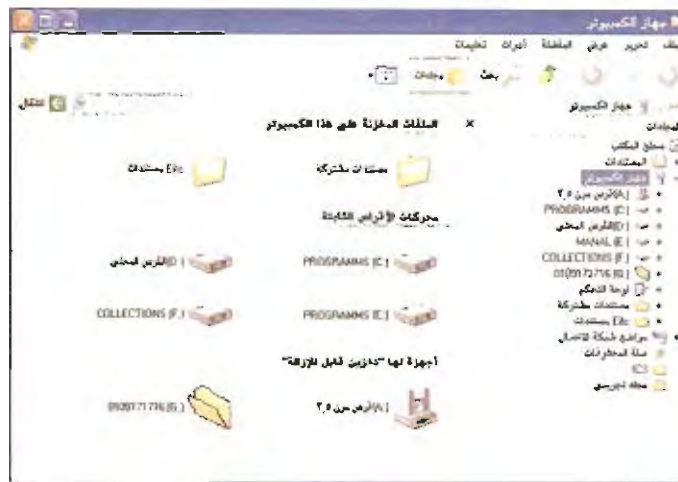 جهاز الكمبيوتر
ملف تحرير عرض المفضلة أدوات تعليمات
بحث مجلدات
جهاز الكمبيوتر
انتقال
المجلدات
×
سطح المكتب
المستندات
جهاز الكمبيوتر
(A:) قرص مرن ٣,٥
PROGRAMMS (C:)
(D:) القرص المحلي
MANAL (E:)
COLLECTIONS (F:)
لوحة التحكم
مستندات مشتركة
مستندات Elle
مواضع شبكة الاتصال
سلة المحذوفات
الملفات المخزنة على هذا الكمبيوتر
مستندات مشتركة
مستندات Elle
محركات الأقراص الثابتة
PROGRAMMS (C:)
(D:) القرص المحلي
PROGRAMMS (E:)
COLLECTIONS (F:)
أجهزة لها "تخزين قابل للإزالة"
(A:) قرص مرن ٣,٥